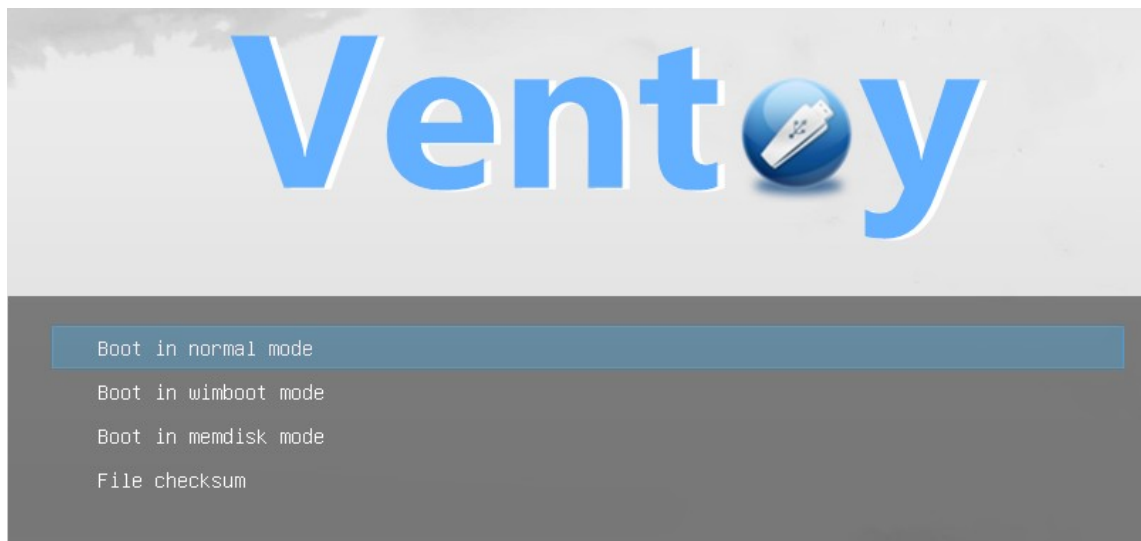 Ventoy
Boot in normal mode
Boot in wimboot mode
Boot in memdisk mode
File checksum